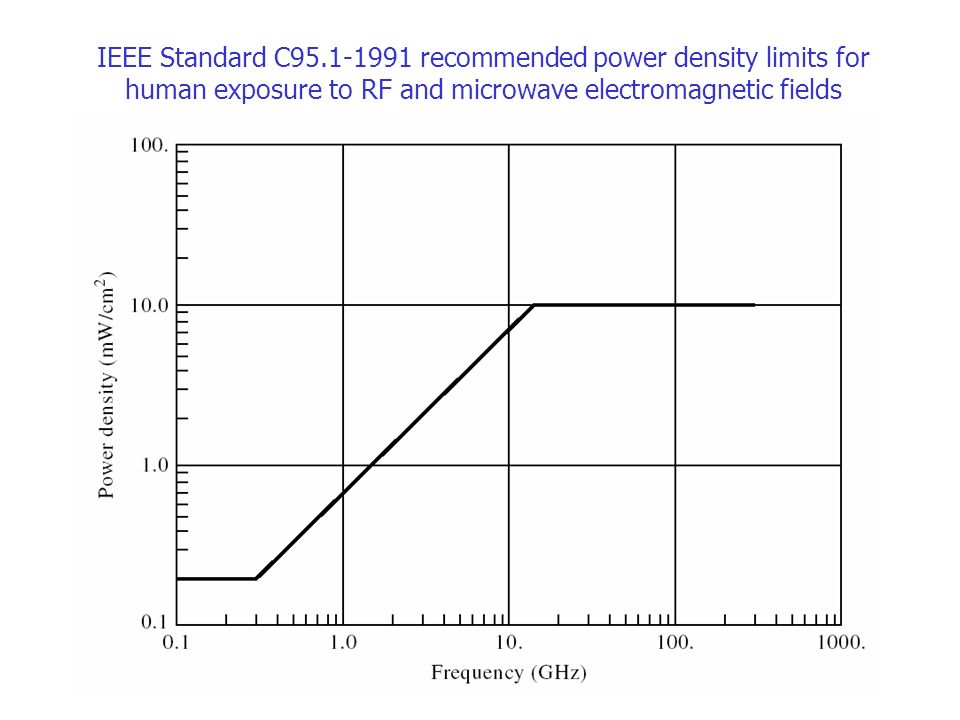 IEEE Standard C95.1-1991 recommended power density limits for
human exposure to RF and microwave electromagnetic fields
100.
10.0
1.0
0.1
Power density (mW/cm²)
0.1 1.0 10. 100. 1000.
Frequency (GHz)